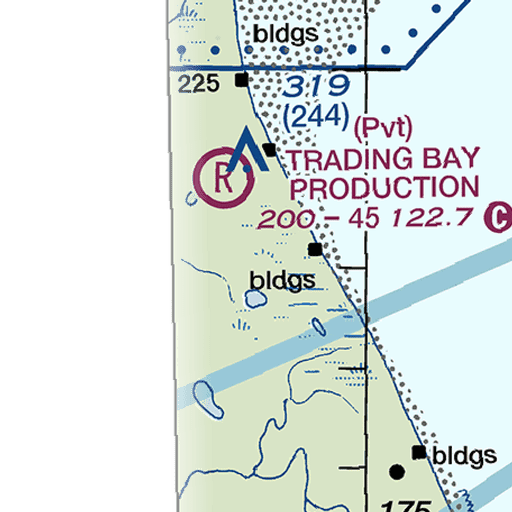 bldgs
225
319
(244)
(Pvt)
R
TRADING BAY
PRODUCTION
200 - 45 122.7 C
bldgs
bldgs
175